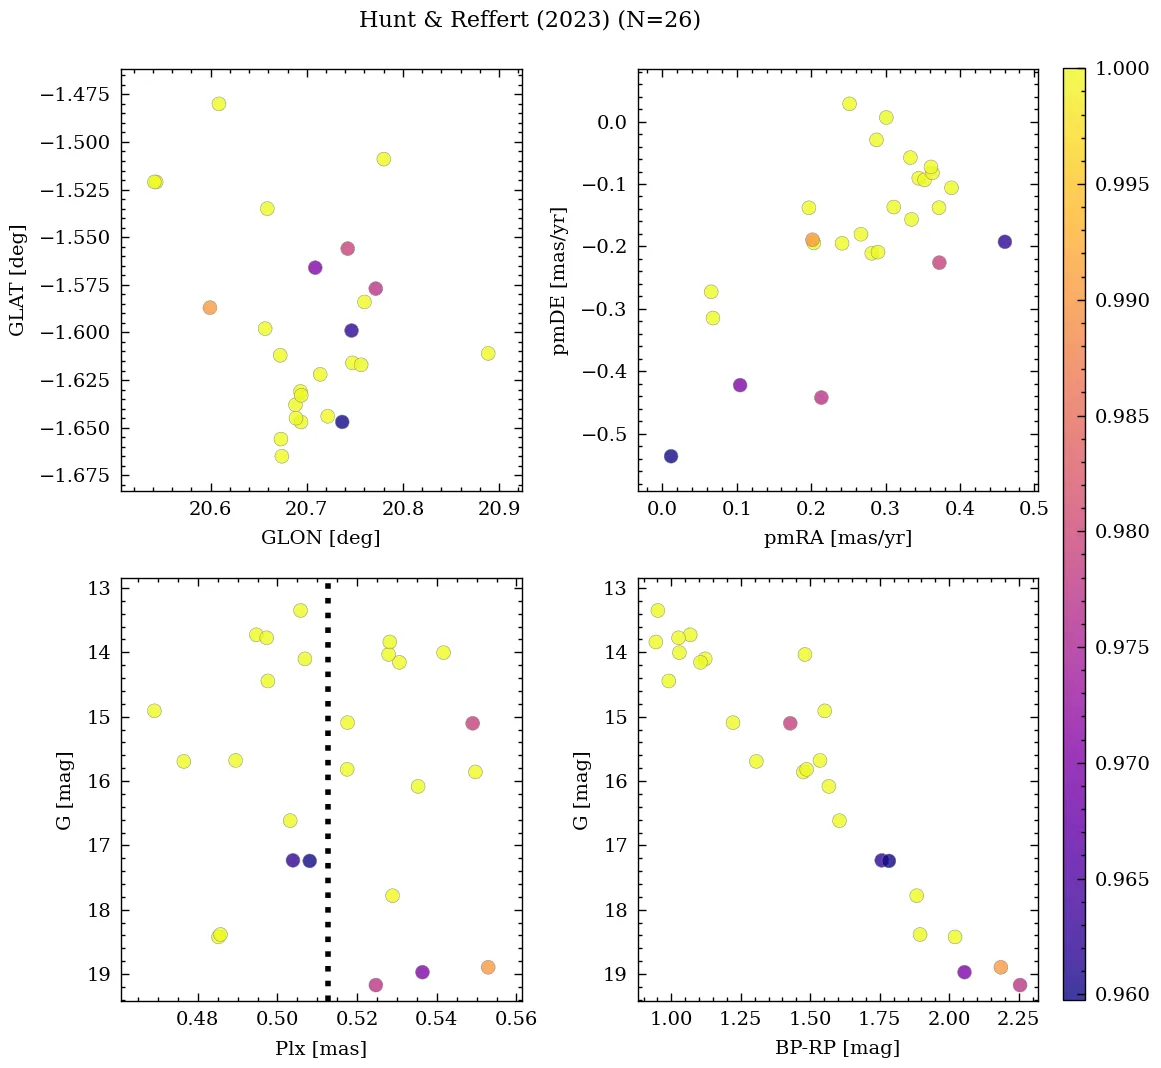 Hunt & Reffert (2023) (N=26)
−1.475
−1.500
−1.525
−1.550
−1.575
−1.600
−1.625
−1.650
−1.675
GLAT [deg]
20.6 20.7 20.8 20.9
GLON [deg]
0.0
−0.1
−0.2
−0.3
−0.4
−0.5
pmDE [mas/yr]
0.0 0.1 0.2 0.3 0.4 0.5
pmRA [mas/yr]
13
14
15
16
17
18
19
G [mag]
0.48 0.50 0.52 0.54 0.56
Plx [mas]
13
14
15
16
17
18
19
G [mag]
1.00 1.25 1.50 1.75 2.00 2.25
BP-RP [mag]
1.000
0.995
0.990
0.985
0.980
0.975
0.970
0.965
0.960